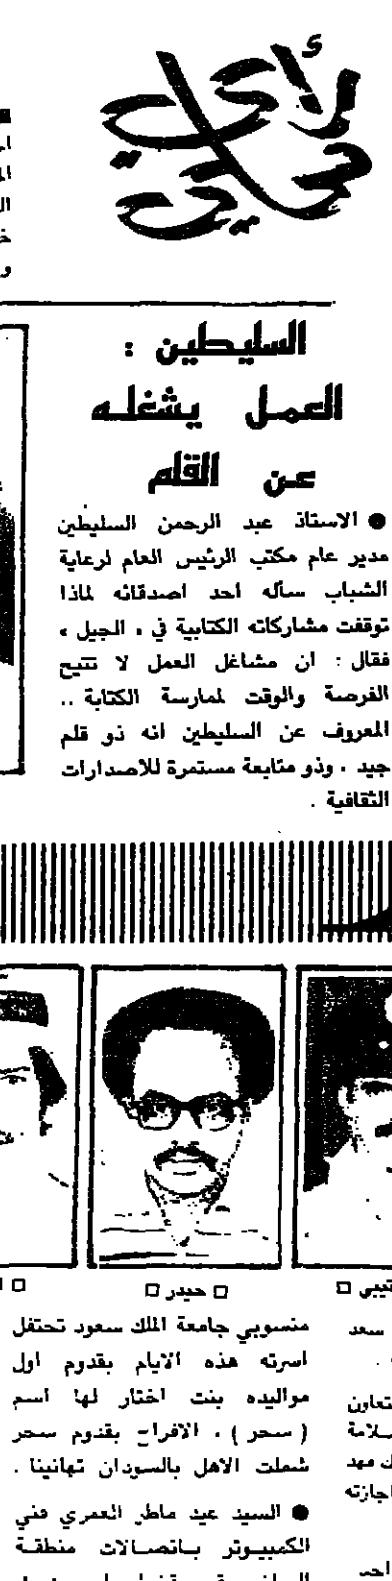 السليطين :
العمل يشغله
عن القلم
● الاستاذ عبد الرحمن السليطين
مدير عام مكتب الرئيس العام لرعاية
الشباب سأله احد اصدقائه لماذا
توقفت مشاركاته الكتابية في « الجيل »
فقال : ان مشاغل العمل لا تتيح
الفرصة والوقت لممارسة الكتابة ..
المعروف عن السليطين انه ذو قلم
جيد ، وذو متابعة مستمرة للاصدارات
الثقافية .
□ حيدر □
منسوبي جامعة الملك سعود تحتفل
اسرته هذه الايام بقدوم اول
مواليده بنت اختار لها اسم
( سحر ) ، الافراح بقدوم سحر
شملت الاهل بالسودان تهانينا .
● السيد عيد ماطر العمري فني
الكمبيوتر باتصالات منطقة
سعد